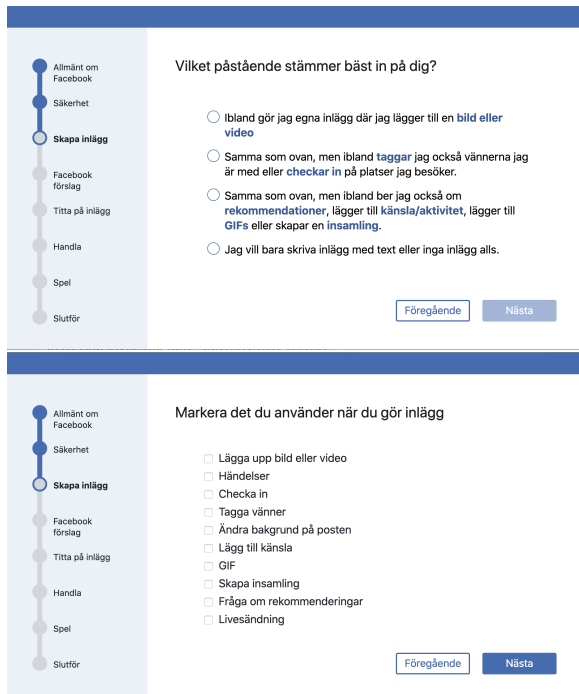 Vilket påstående stämmer bäst in på dig?
Allmänt om
Facebook
Säkerhet
Skapa inlägg
Facebook
förslag
Titta på inlägg
Handla
Spel
Slutför
Ibland gör jag egna inlägg där jag lägger till en bild eller
video
Samma som ovan, men ibland taggar jag också vännerna jag
är med eller checkar in på platser jag besöker.
Samma som ovan, men ibland ber jag också om
rekommendationer, lägger till känsla/aktivitet, lägger till
GIFs eller skapar en insamling.
Jag vill bara skriva inlägg med text eller inga inlägg alls.
Föregående
Nästa
Markera det du använder när du gör inlägg
Allmänt om
Facebook
Säkerhet
Skapa inlägg
Facebook
förslag
Titta på inlägg
Handla
Spel
Slutför
Lägga upp bild eller video
Händelser
Checka in
Tagga vänner
Ändra bakgrund på posten
Lägg till känsla
GIF
Skapa insamling
Fråga om rekommenderingar
Livesändning
Föregående
Nästa